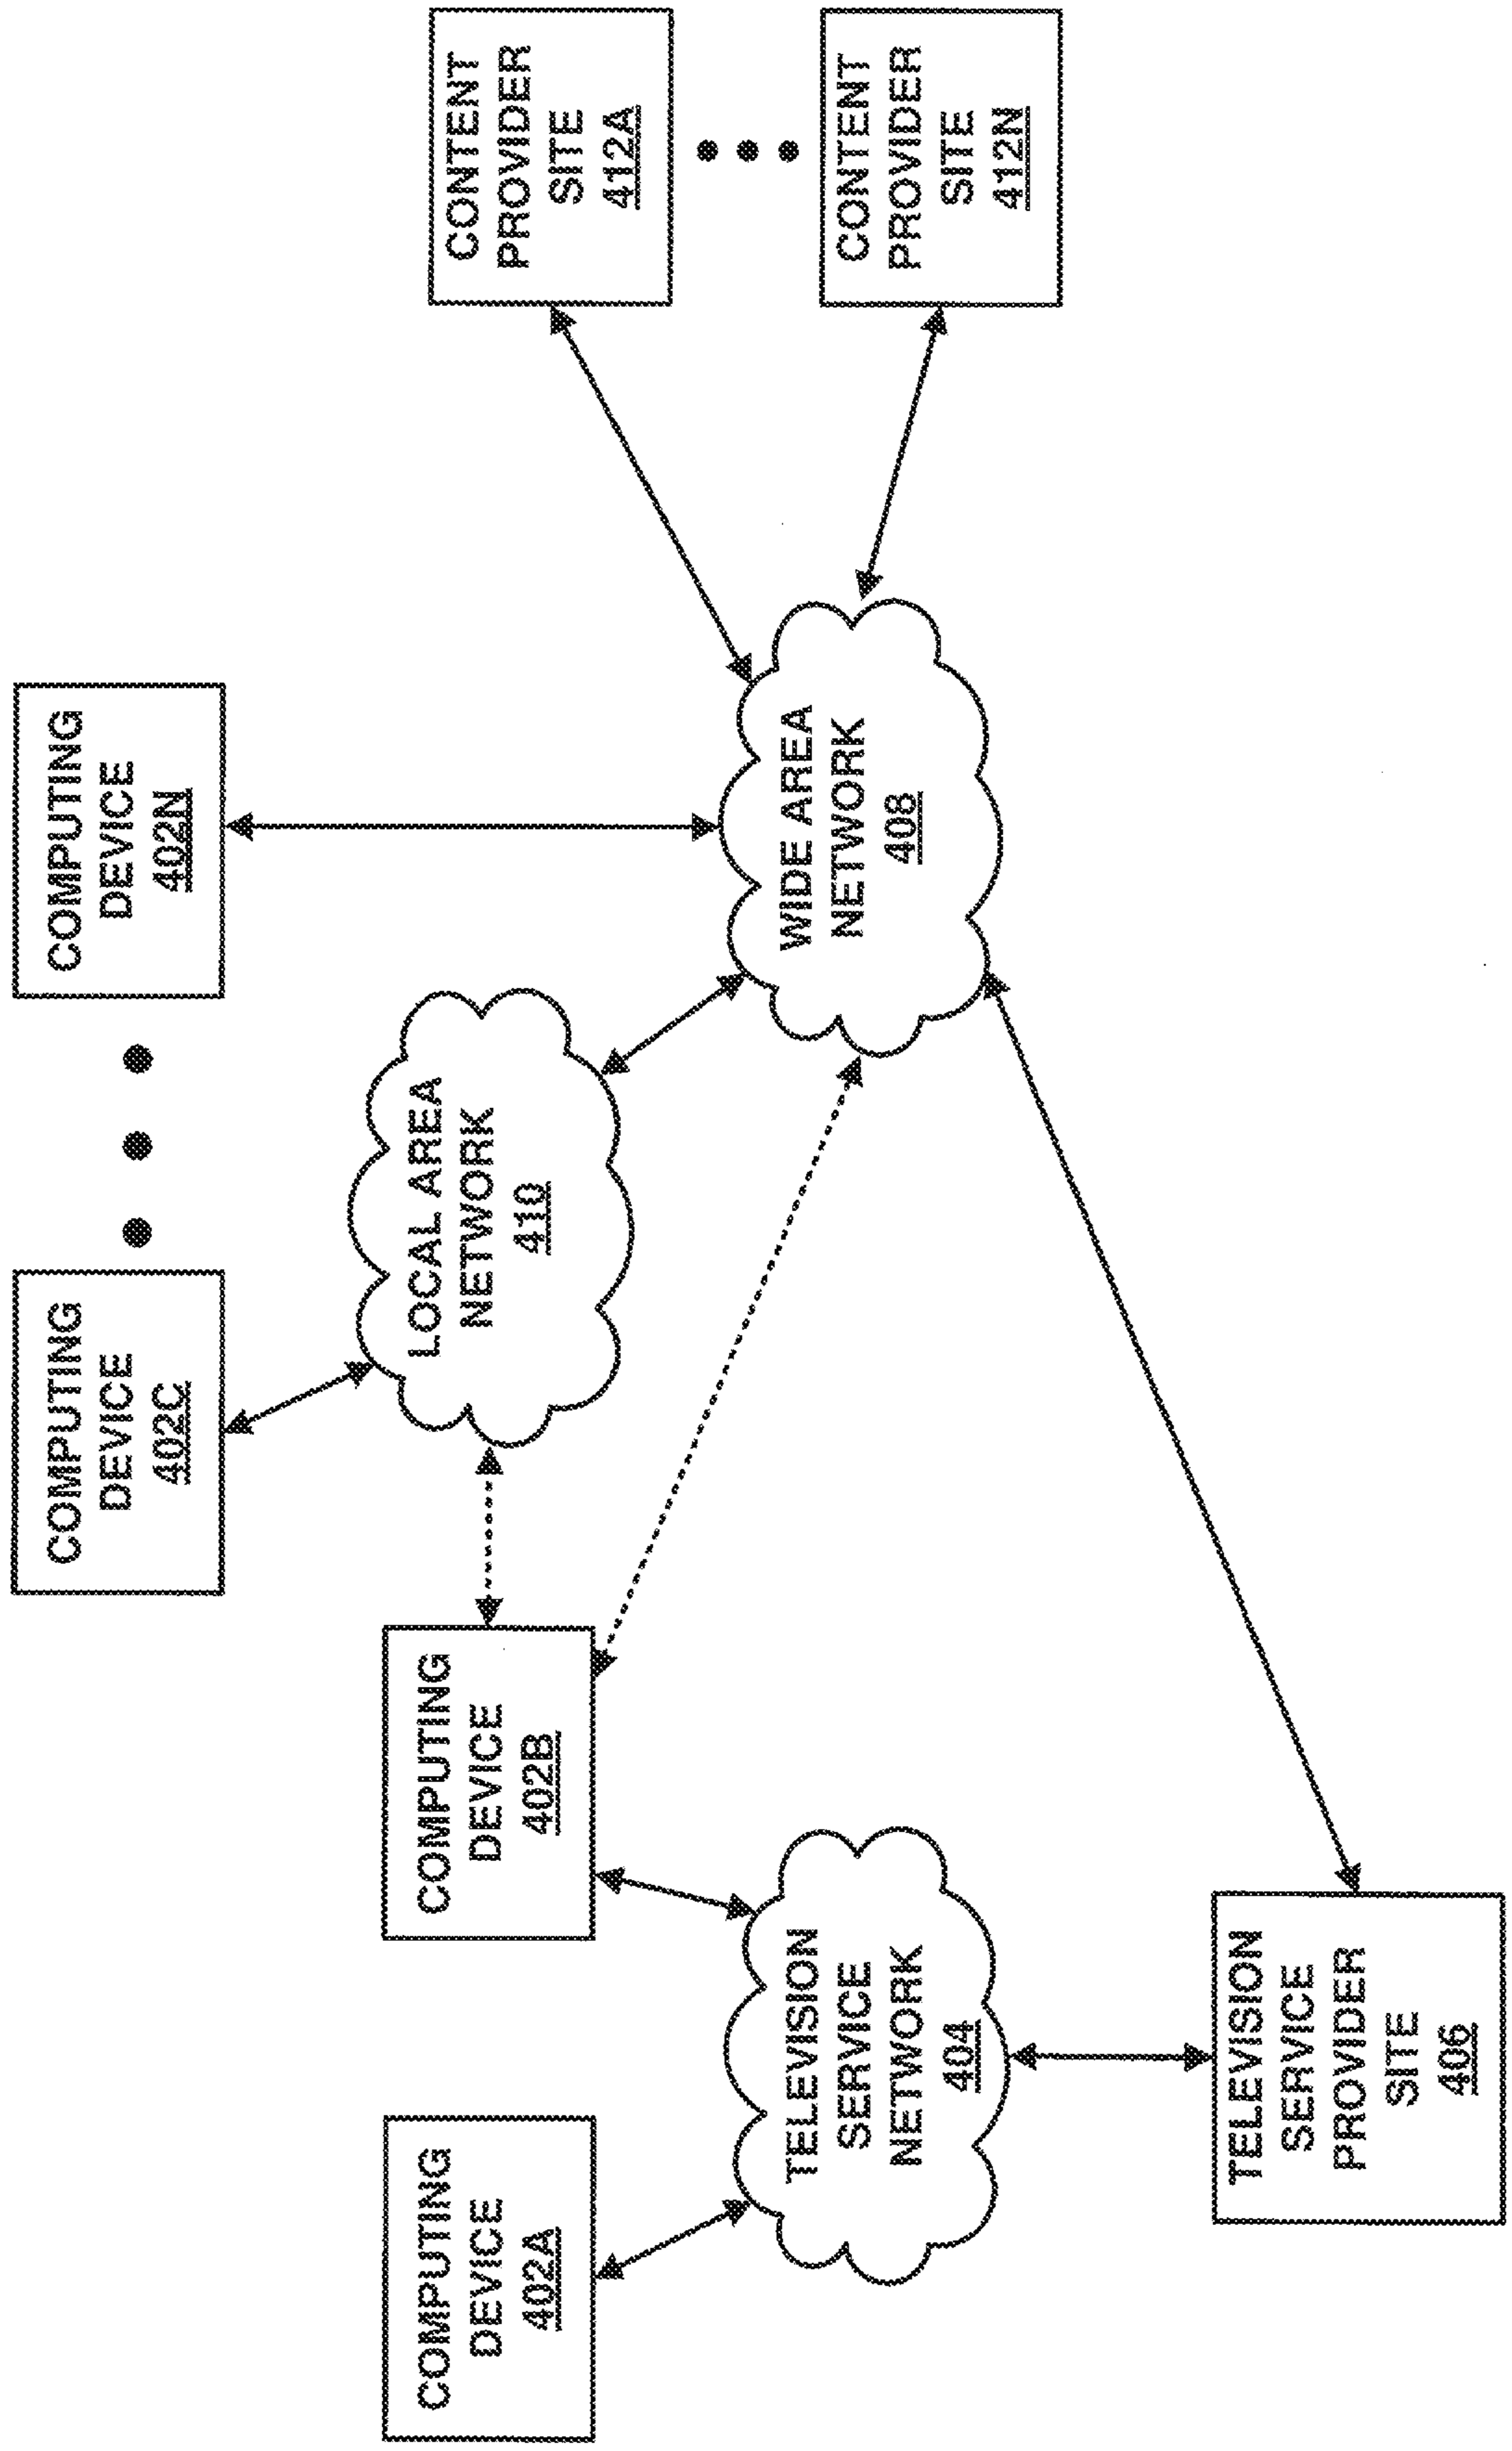 COMPUTING
DEVICE
402C
COMPUTING
DEVICE
402N
COMPUTING
DEVICE
402A
COMPUTING
DEVICE
402B
LOCAL AREA
NETWORK
410
CONTENT
PROVIDER
SITE
412A
TELEVISION
SERVICE
NETWORK
404
WIDE AREA
NETWORK
408
CONTENT
PROVIDER
SITE
412N
TELEVISION
SERVICE
PROVIDER
SITE
406